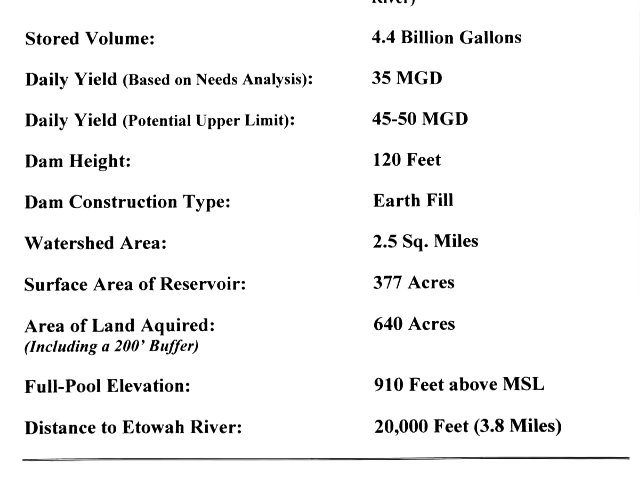 River)
Stored Volume: 4.4 Billion Gallons
Daily Yield (Based on Needs Analysis): 35 MGD
Daily Yield (Potential Upper Limit): 45-50 MGD
Dam Height: 120 Feet
Dam Construction Type: Earth Fill
Watershed Area: 2.5 Sq. Miles
Surface Area of Reservoir: 377 Acres
Area of Land Aquired: 640 Acres
(Including a 200' Buffer)
Full-Pool Elevation: 910 Feet above MSL
Distance to Etowah River: 20,000 Feet (3.8 Miles)